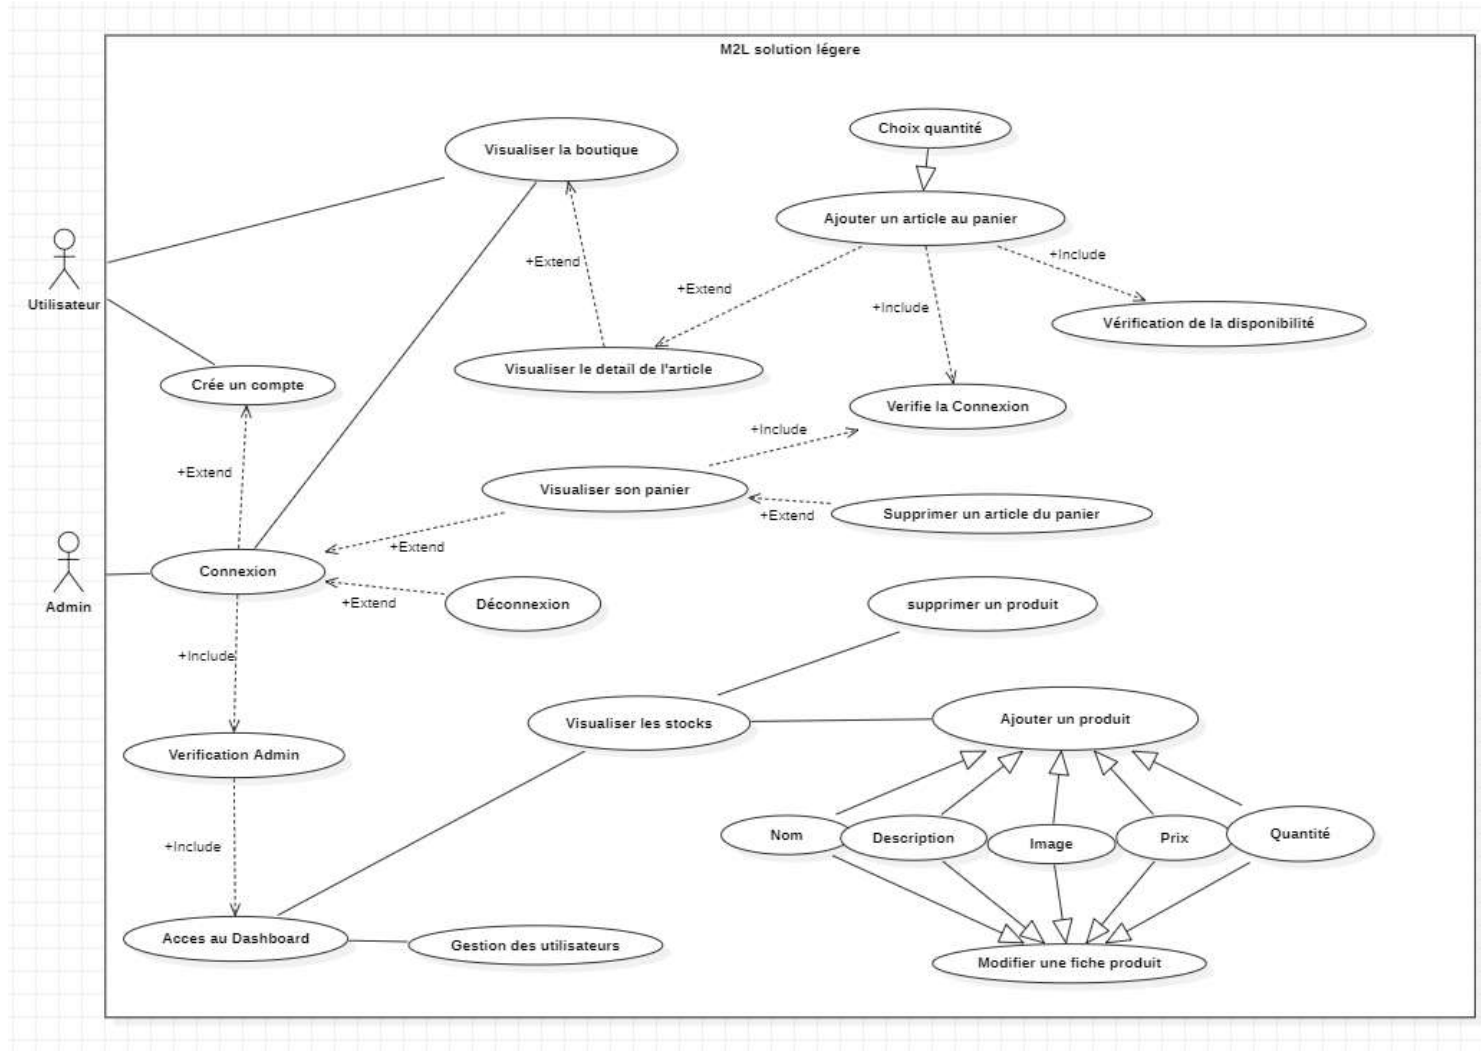 M2L solution légere
Choix quantité
Visualiser la boutique
Ajouter un article au panier
+Extend
+Include
+Extend
+Include
Utilisateur
Vérification de la disponibilité
Visualiser le detail de l'article
Crée un compte
Verifie la Connexion
+Include
+Extend
Visualiser son panier
+Extend
Supprimer un article du panier
+Extend
Connexion
Admin
+Extend
Déconnexion
supprimer un produit
+Include
Visualiser les stocks
Ajouter un produit
Verification Admin
Nom
Description
Image
Prix
Quantité
+Include
Acces au Dashboard
Gestion des utilisateurs
Modifier une fiche produit